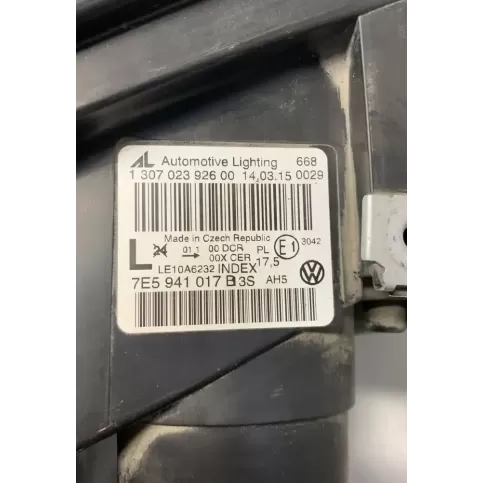 AL Automotive Lighting 668
1 307 023 926 00 14,03.15 0029
Made in Czech Republic
L 24 01 1 00 DCR PL E1 3042
00X CER 17,5
LE10A6232 INDEX
7E5 941 017 B 3S AH5